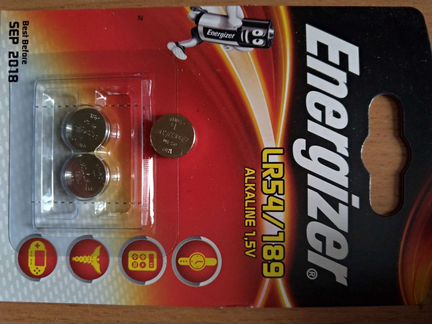 Energizer®
LR54/189
ALKALINE 1.5V
Energizer
Best Before
SEP 2018